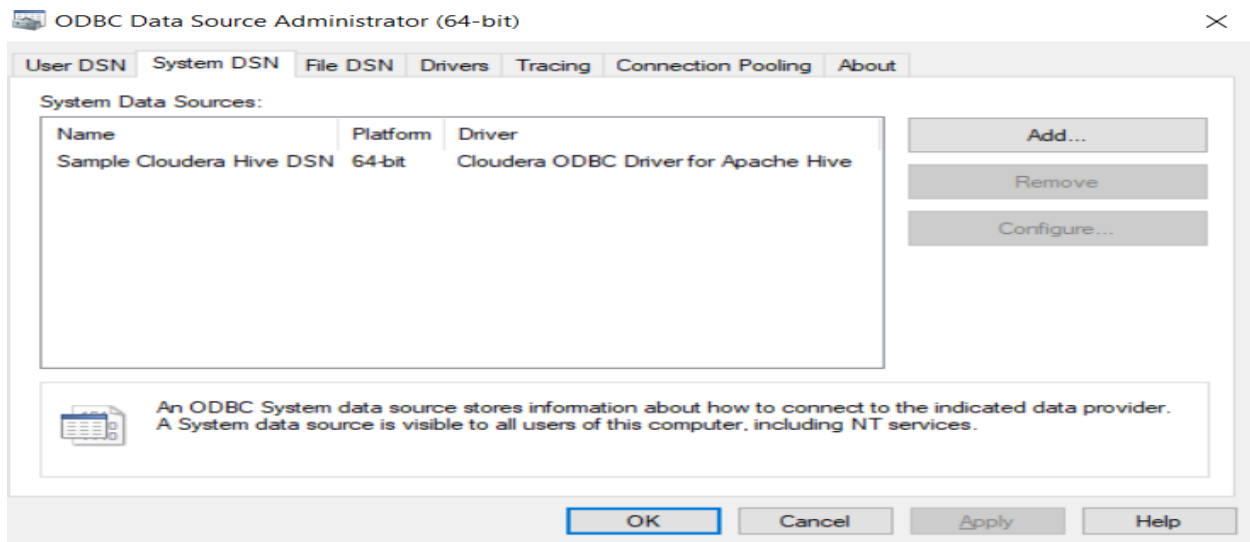 ODBC Data Source Administrator (64-bit)
User DSN System DSN File DSN Drivers Tracing Connection Pooling About
System Data Sources:
Name Platform Driver
Sample Cloudera Hive DSN 64-bit Cloudera ODBC Driver for Apache Hive
Add...
Remove
Configure...
An ODBC System data source stores information about how to connect to the indicated data provider.
A System data source is visible to all users of this computer, including NT services.
OK Cancel Apply Help